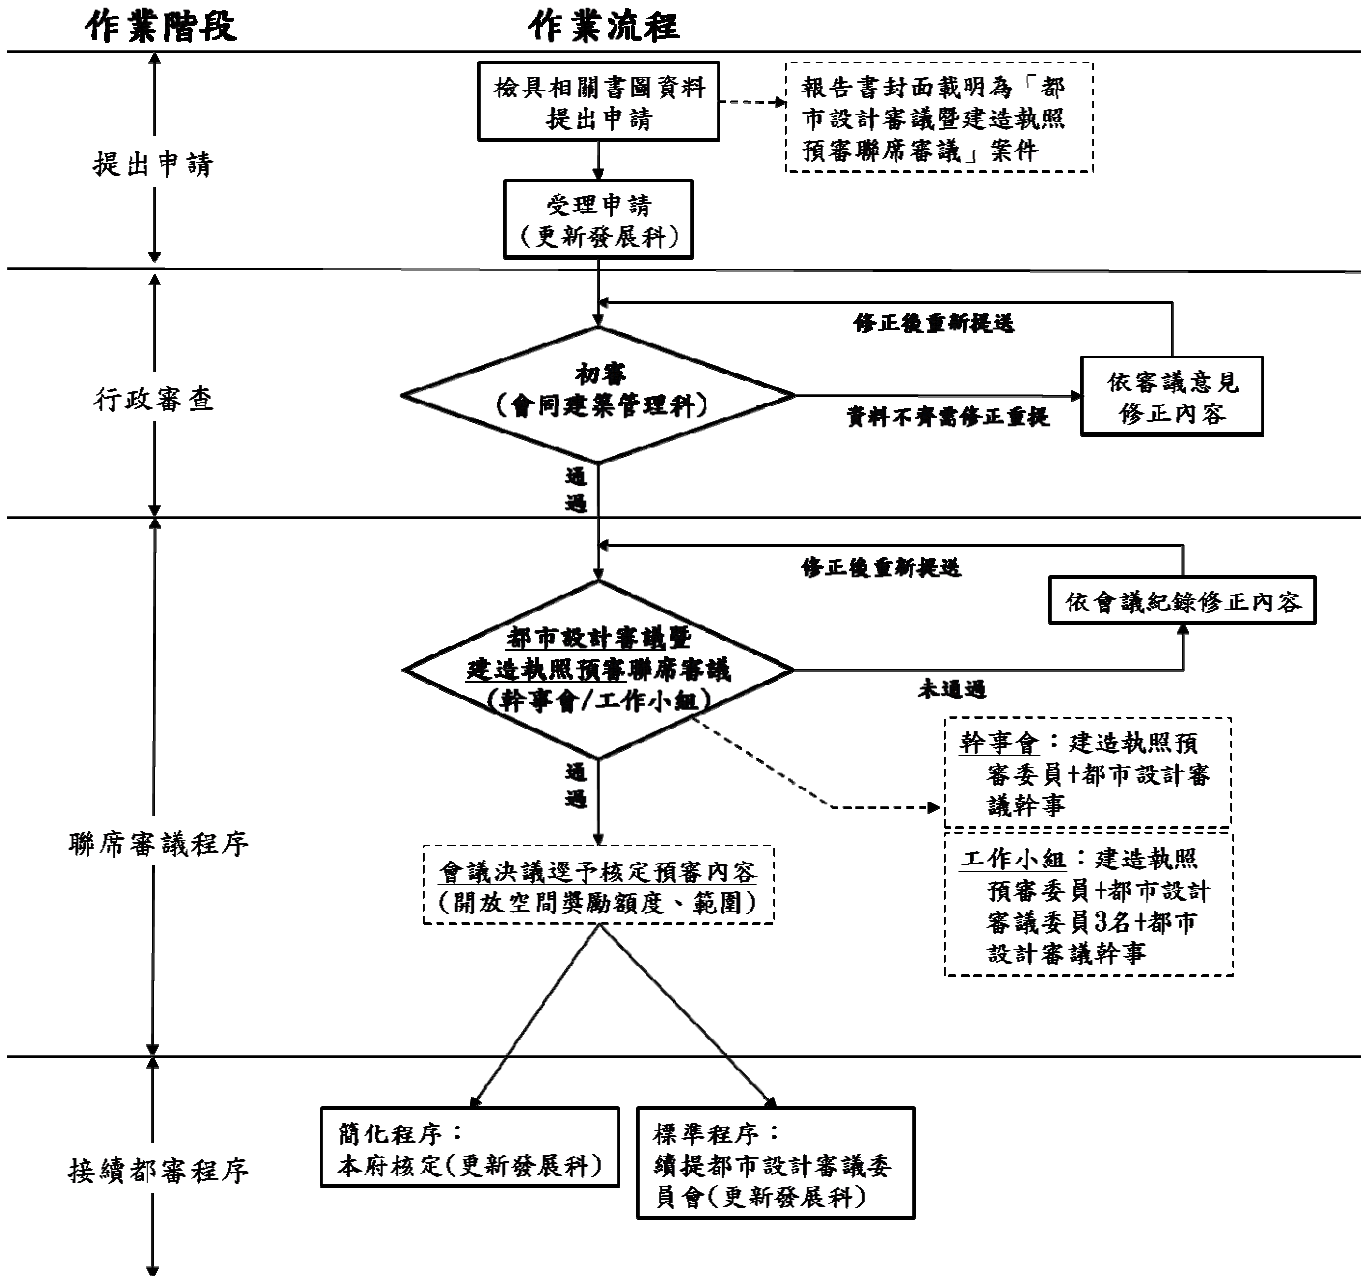 作業階段
作業流程
提出申請
檢具相關書圖資料
提出申請
報告書封面載明為「都
市設計審議暨建造執照
預審聯席審議」案件
受理申請
(更新發展科)
行政審查
修正後重新提送
初審
(會同建築管理科)
資料不齊需修正重提
依審議意見
修正內容
通
過
聯席審議程序
修正後重新提送
依會議紀錄修正內容
都市設計審議暨
建造執照預審聯席審議
(幹事會/工作小組)
未通過
通
過
幹事會：建造執照預
審委員+都市設計審
議幹事
工作小組：建造執照
預審委員+都市設計
審議委員3名+都市
設計審議幹事
會議決議逕予核定預審內容
(開放空間獎勵額度、範圍)
接續都審程序
簡化程序：
本府核定(更新發展科)
標準程序：
續提都市設計審議委
員會(更新發展科)